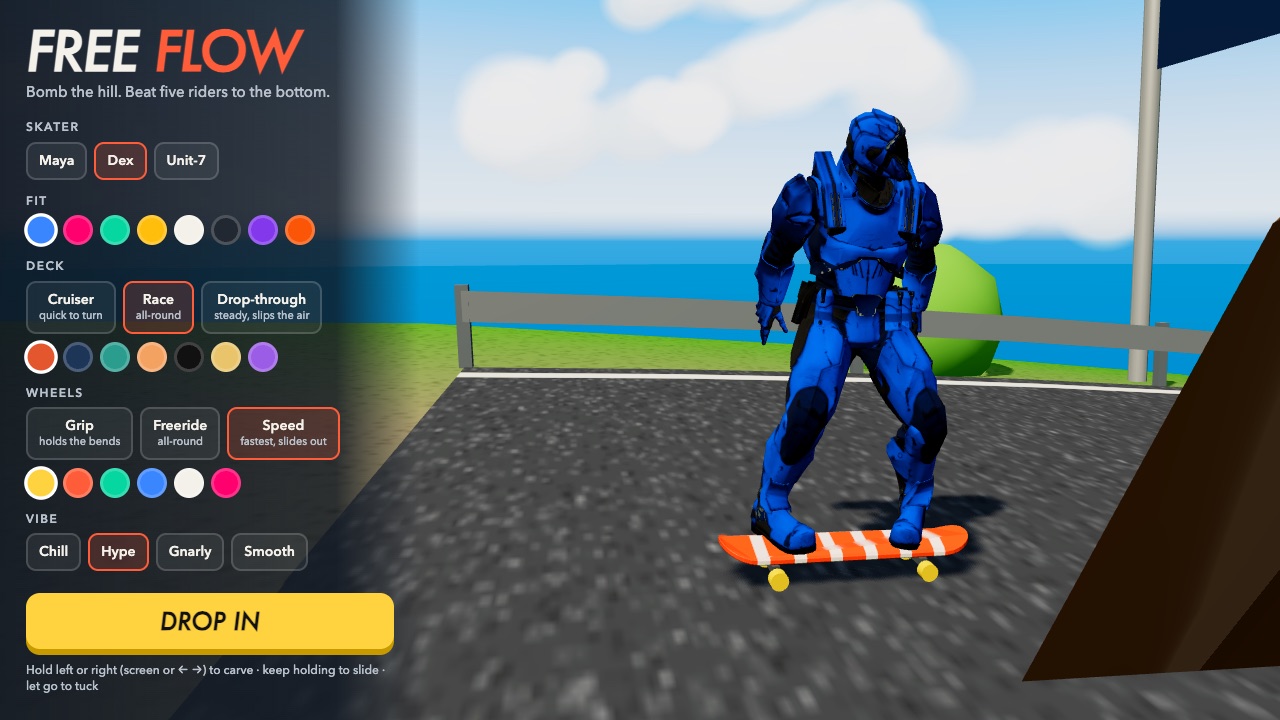 FREE FLOW
Bomb the hill. Beat five riders to the bottom.
SKATER
Maya Dex Unit-7
FIT
DECK
Cruiser Race Drop-through
quick to turn all-round steady, slips the air
WHEELS
Grip Freeride Speed
holds the bends all-round fastest, slides out
VIBE
Chill Hype Gnarly Smooth
DROP IN
Hold left or right (screen or ← →) to carve · keep holding to slide ·
let go to tuck